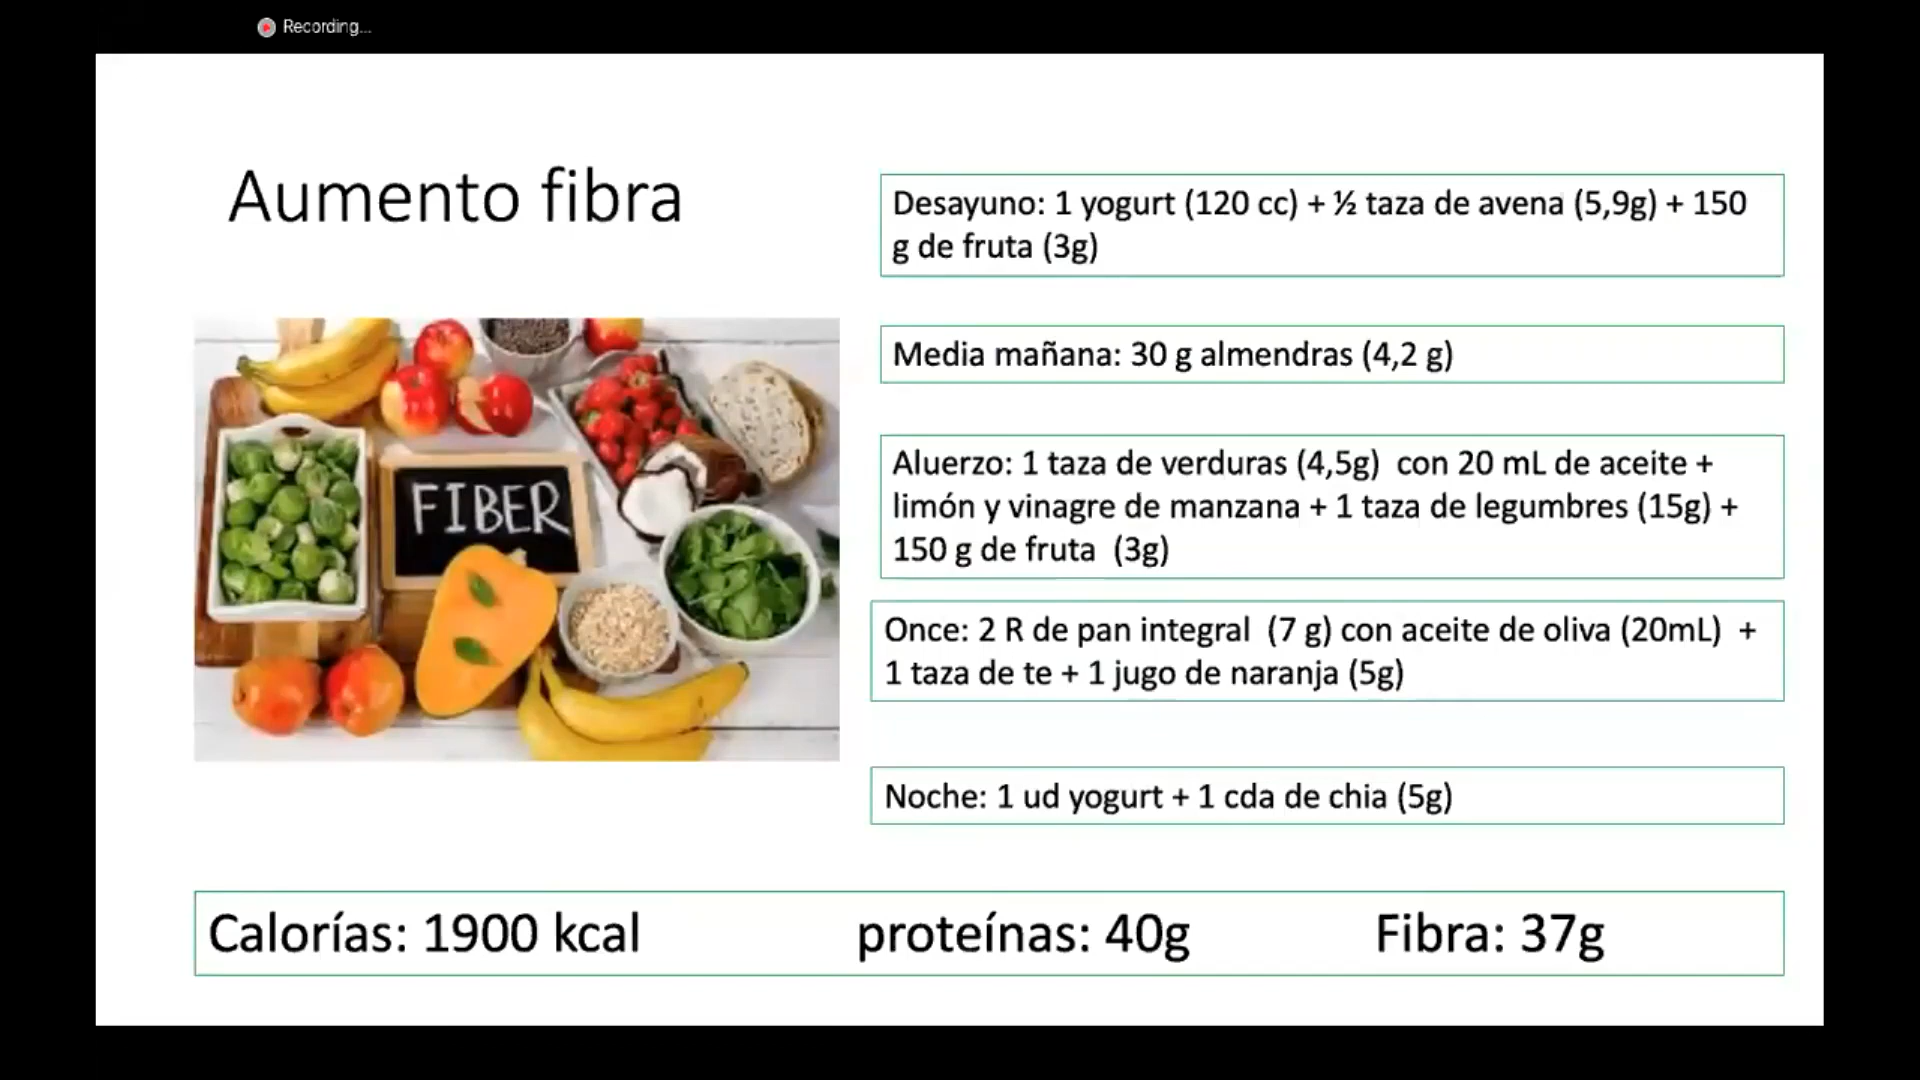 Recording...
Aumento fibra
FIBER
Desayuno: 1 yogurt (120 cc) + ½ taza de avena (5,9g) + 150
g de fruta (3g)
Media mañana: 30 g almendras (4,2 g)
Aluerzo: 1 taza de verduras (4,5g)  con 20 mL de aceite +
limón y vinagre de manzana + 1 taza de legumbres (15g) +
150 g de fruta  (3g)
Once: 2 R de pan integral  (7 g) con aceite de oliva (20mL)  +
1 taza de te + 1 jugo de naranja (5g)
Noche: 1 ud yogurt + 1 cda de chia (5g)
Calorías: 1900 kcal proteínas: 40g Fibra: 37g